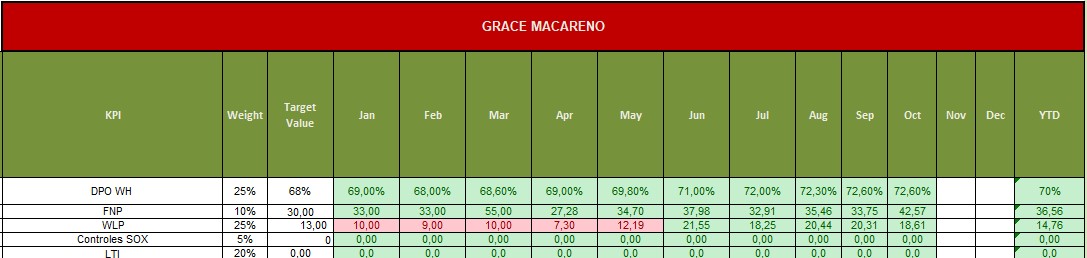 GRACE MACARENO
KPI Weight Target Value Jan Feb Mar Apr May Jun Jul Aug Sep Oct Nov Dec YTD
DPO WH 25% 68% 69,00% 68,00% 68,60% 69,00% 69,80% 71,00% 72,00% 72,30% 72,60% 72,60% 70%
FNP 10% 30,00 33,00 33,00 55,00 27,28 34,70 37,98 32,91 35,46 33,75 42,57 36,56
WLP 25% 13,00 10,00 9,00 10,00 7,30 12,19 21,55 18,25 20,44 20,31 18,61 14,76
Controles SOX 5% 0 0,00 0,00 0,00 0,00 0,00 0,00 0,00 0,00 0,00 0,00 0,00
LTI 20% 0,00 0,0 0,0 0,0 0,0 0,0 0,0 0,0 0,0 0,0 0,0 0,0